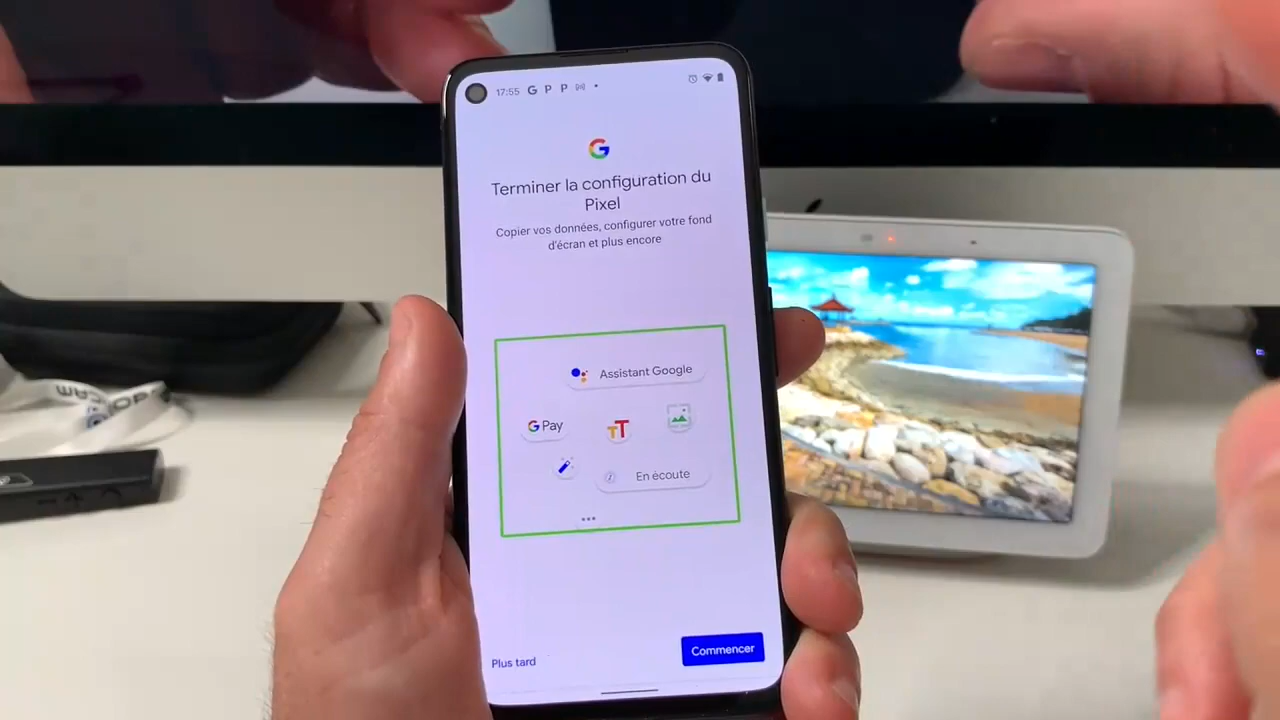 17:55 G P P
Terminer la configuration du
Pixel
Copier vos données, configurer votre fond
d'écran et plus encore
Assistant Google
G Pay
TT
En écoute
Plus tard
Commencer